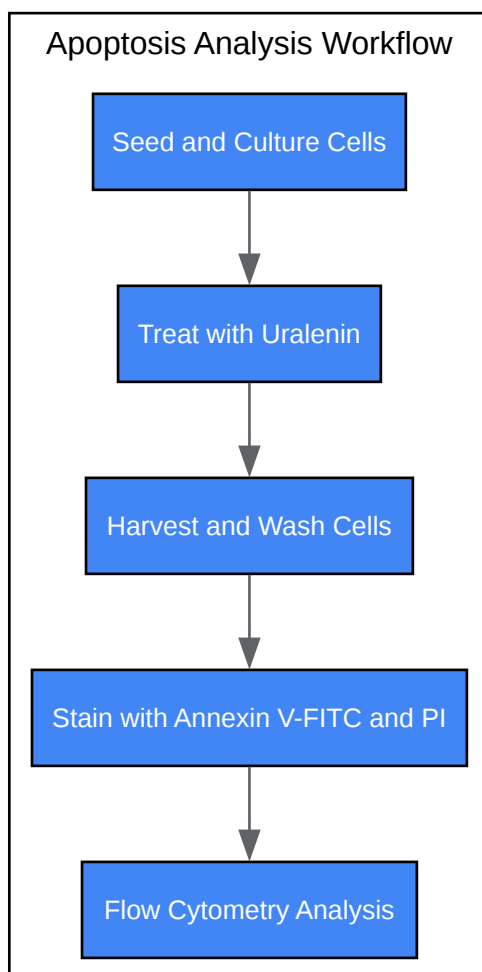 Apoptosis Analysis Workflow
Seed and Culture Cells
Treat with Uralenin
Harvest and Wash Cells
Stain with Annexin V-FITC and PI
Flow Cytometry Analysis